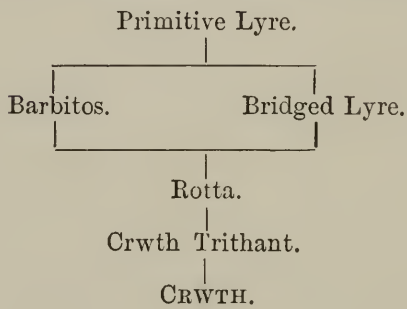 Primitive Lyre.
Barbitos. Bridged Lyre.
Rotta.
Crwth Trithant.
CRWTH.